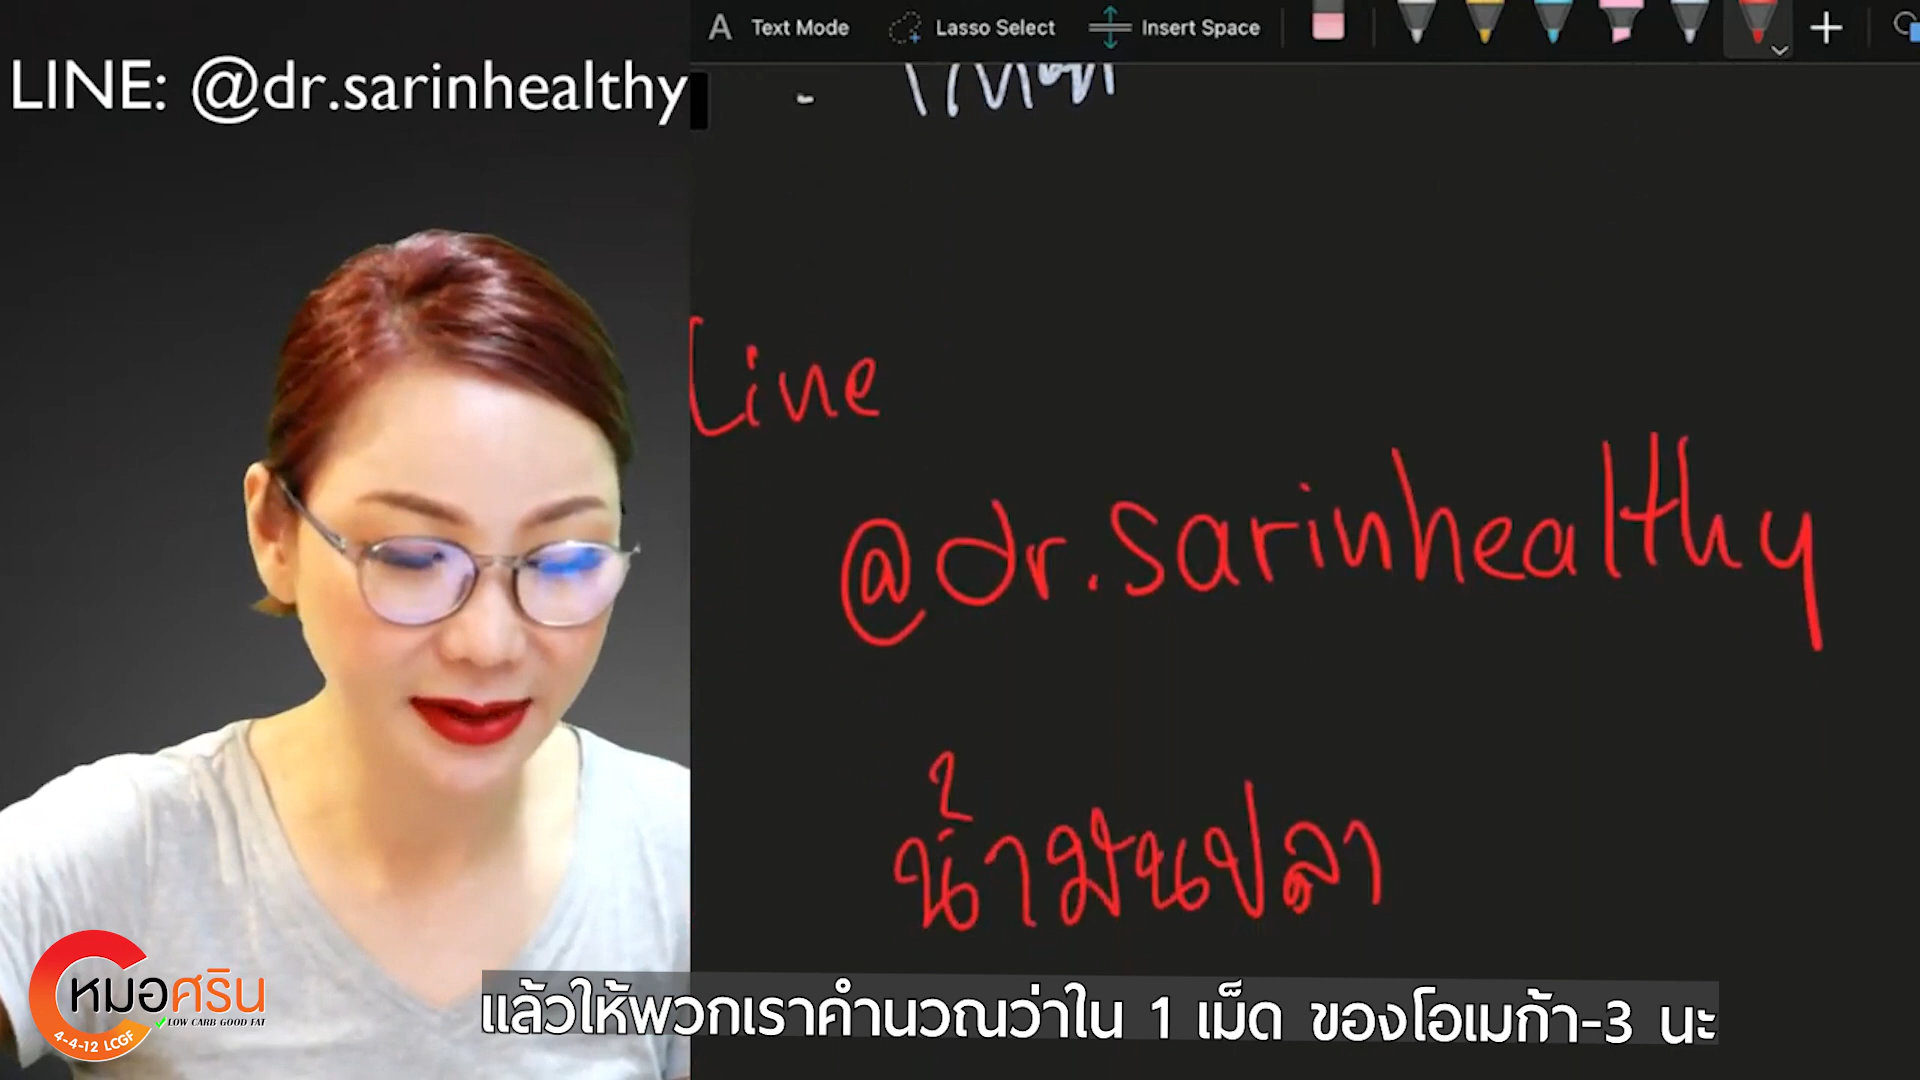 A Text Mode Lasso Select Insert Space
LINE: @dr.sarinhealthy
Line
@dr.sarinhealthy
น้ำมันปลา
หมอศริน
LOW CARB GOOD FAT
4-4-12 LCGF
แล้วให้พวกเราคำนวณว่าใน 1 เม็ด ของโอเมก้า-3 นะ